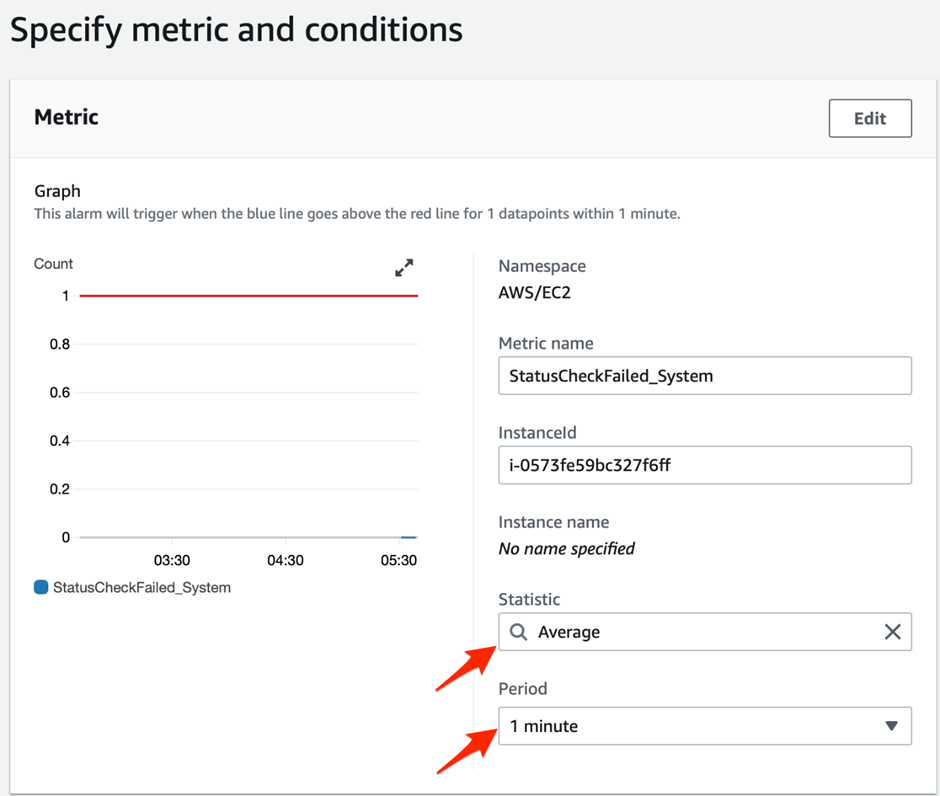 Specify metric and conditions
Metric
Edit
Graph
This alarm will trigger when the blue line goes above the red line for 1 datapoints within 1 minute.
Count
1
0.8
0.6
0.4
0.2
0
03:30 04:30 05:30
StatusCheckFailed_System
Namespace
AWS/EC2
Metric name
StatusCheckFailed_System
InstanceId
i-0573fe59bc327f6ff
Instance name
No name specified
Statistic
Average
Period
1 minute